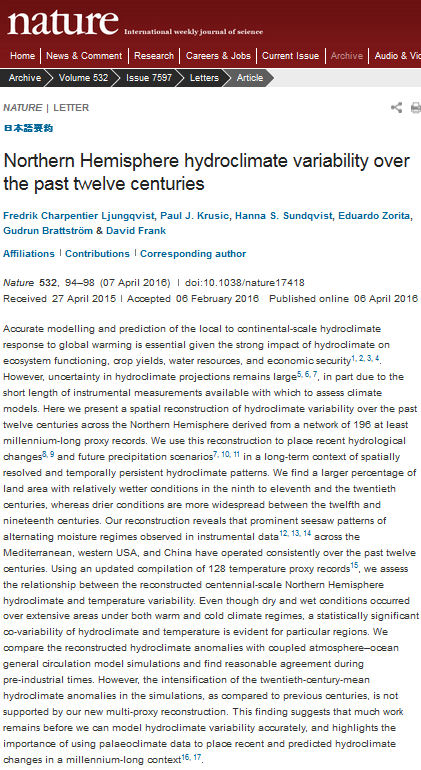 nature International weekly journal of science
Home | News & Comment | Research | Careers & Jobs | Current Issue | Archive | Audio &
Archive Volume 532 Issue 7597 Letters Article
NATURE | LETTER
日本語要約
Northern Hemisphere hydroclimate variability over
the past twelve centuries
Fredrik Charpentier Ljungqvist, Paul J. Krusic, Hanna S. Sundqvist, Eduardo Zorita,
Gudrun Brattström & David Frank
Affiliations | Contributions | Corresponding author
Nature 532, 94–98 (07 April 2016) | doi:10.1038/nature17418
Received 27 April 2015 | Accepted 06 February 2016 Published online 06 April 2016
Accurate modelling and prediction of the local to continental-scale hydroclimate
response to global warming is essential given the strong impact of hydroclimate on
ecosystem functioning, crop yields, water resources, and economic security1, 2, 3, 4.
However, uncertainty in hydroclimate projections remains large5, 6, 7, in part due to the
short length of instrumental measurements available with which to assess climate
models. Here we present a spatial reconstruction of hydroclimate variability over the past
twelve centuries across the Northern Hemisphere derived from a network of 196 at least
millennium-long proxy records. We use this reconstruction to place recent hydrological
changes8, 9 and future precipitation scenarios7, 10, 11 in a long-term context of spatially
resolved and temporally persistent hydroclimate patterns. We find a larger percentage of
land area with relatively wetter conditions in the ninth to eleventh and the twentieth
centuries, whereas drier conditions are more widespread between the twelfth and
nineteenth centuries. Our reconstruction reveals that prominent seesaw patterns of
alternating moisture regimes observed in instrumental data12, 13, 14 across the
Mediterranean, western USA, and China have operated consistently over the past twelve
centuries. Using an updated compilation of 128 temperature proxy records15, we assess
the relationship between the reconstructed centennial-scale Northern Hemisphere
hydroclimate and temperature variability. Even though dry and wet conditions occurred
over extensive areas under both warm and cold climate regimes, a statistically significant
co-variability of hydroclimate and temperature is evident for particular regions. We
compare the reconstructed hydroclimate anomalies with coupled atmosphere–ocean
general circulation model simulations and find reasonable agreement during
pre-industrial times. However, the intensification of the twentieth-century-mean
hydroclimate anomalies in the simulations, as compared to previous centuries, is not
supported by our new multi-proxy reconstruction. This finding suggests that much work
remains before we can model hydroclimate variability accurately, and highlights the
importance of using palaeoclimate data to place recent and predicted hydroclimate
changes in a millennium-long context16, 17.